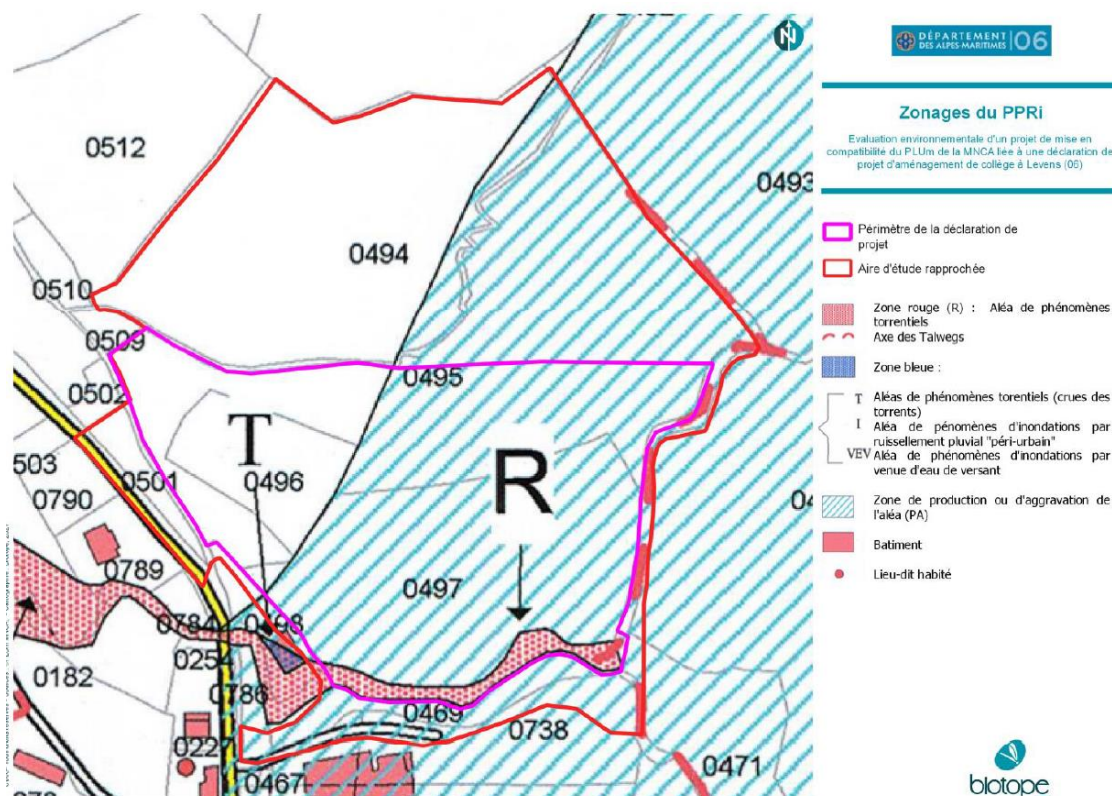 N
0512
0493
0494
0510
0509
0495
0502
T
0496
R
503
0501
0790
0789
0497
0784
0254
0182
0786
0469
0738
0227
0471
0467
DÉPARTEMENT
DES ALPES-MARITIMES
06
Zonages du PPRi
Evaluation environnementale d'un projet de mise en
compatibilité du PLUm de la MNCA liée à une déclaration de
projet d'aménagement de collège à Levens (06)
Périmètre de la déclaration de
projet
Aire d'étude rapprochée
Zone rouge (R) : Aléa de phénomènes
torrentiels
Axe des Talwegs
Zone bleue :
T Aléas de phénomènes torentiels (crues des
torrents)
I Aléa de pénomènes d'inondations par
ruissellement pluvial "péri-urbain"
VEV Aléa de phénomènes d'inondations par
venue d'eau de versant
Zone de production ou d'aggravation de
l'aléa (PA)
Batiment
Lieu-dit habité
biotope